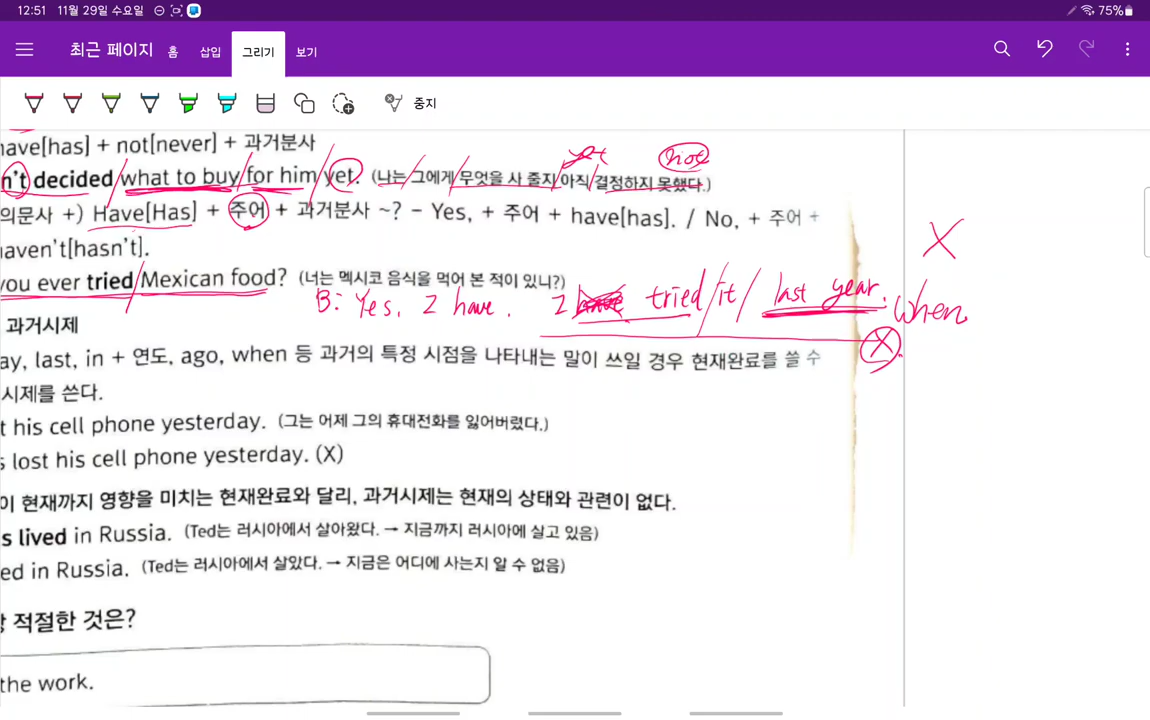 12:51 11월 29일 수요일 75%
최근 페이지 홈 삽입 그리기 보기
중지
have[has] + not[never] + 과거분사
yet not
n't decided what to buy for him yet. (나는 그에게 무엇을 사 줄지 아직 결정하지 못했다.)
의문사 +) Have[Has] + 주어 + 과거분사 ~? – Yes, + 주어 + have[has]. / No, + 주어 +
haven't[hasn't].
X
you ever tried Mexican food? (너는 멕시코 음식을 먹어 본 적이 있니?)
B: Yes, I have. I have tried it last year. when
과거시제
X
ay, last, in + 연도, ago, when 등 과거의 특정 시점을 나타내는 말이 쓰일 경우 현재완료를 쓸 수
시제를 쓴다.
t his cell phone yesterday. (그는 어제 그의 휴대전화를 잃어버렸다.)
s lost his cell phone yesterday. (X)
이 현재까지 영향을 미치는 현재완료와 달리, 과거시제는 현재의 상태와 관련이 없다.
s lived in Russia. (Ted는 러시아에서 살아왔다. → 지금까지 러시아에 살고 있음)
ed in Russia. (Ted는 러시아에서 살았다. → 지금은 어디에 사는지 알 수 없음)
장 적절한 것은?
the work.